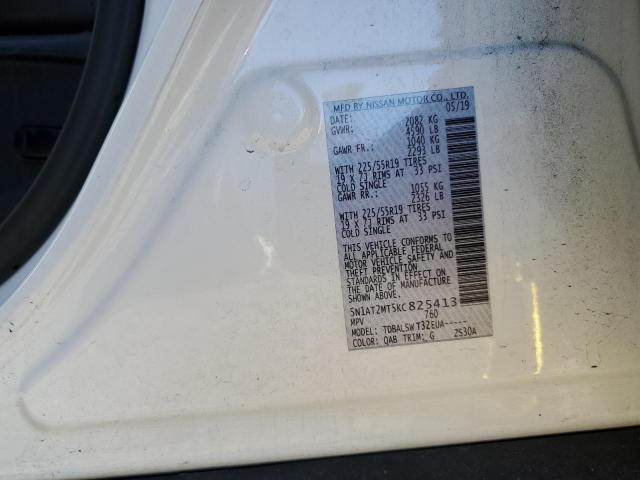 MFD BY NISSAN MOTOR CO., LTD.
DATE: 05/19
GVWR: 2082 KG
4590 LB
GAWR FR.: 1040 KG
2293 LB
WITH 225/55R19 TIRES
19 X 7J RIMS AT 33 PSI
COLD SINGLE
GAWR RR.: 1055 KG
2326 LB
WITH 225/55R19 TIRES
19 X 7J RIMS AT 33 PSI
COLD SINGLE
THIS VEHICLE CONFORMS TO
ALL APPLICABLE FEDERAL
MOTOR VEHICLE SAFETY AND
THEFT PREVENTION
STANDARDS IN EFFECT ON
THE DATE OF MANUFACTURE
SHOWN ABOVE.
5N1AT2MT5KC825413
MPV 760
MODEL: TDBALSWT32EUA-----
COLOR: QAB TRIM: G 2530A